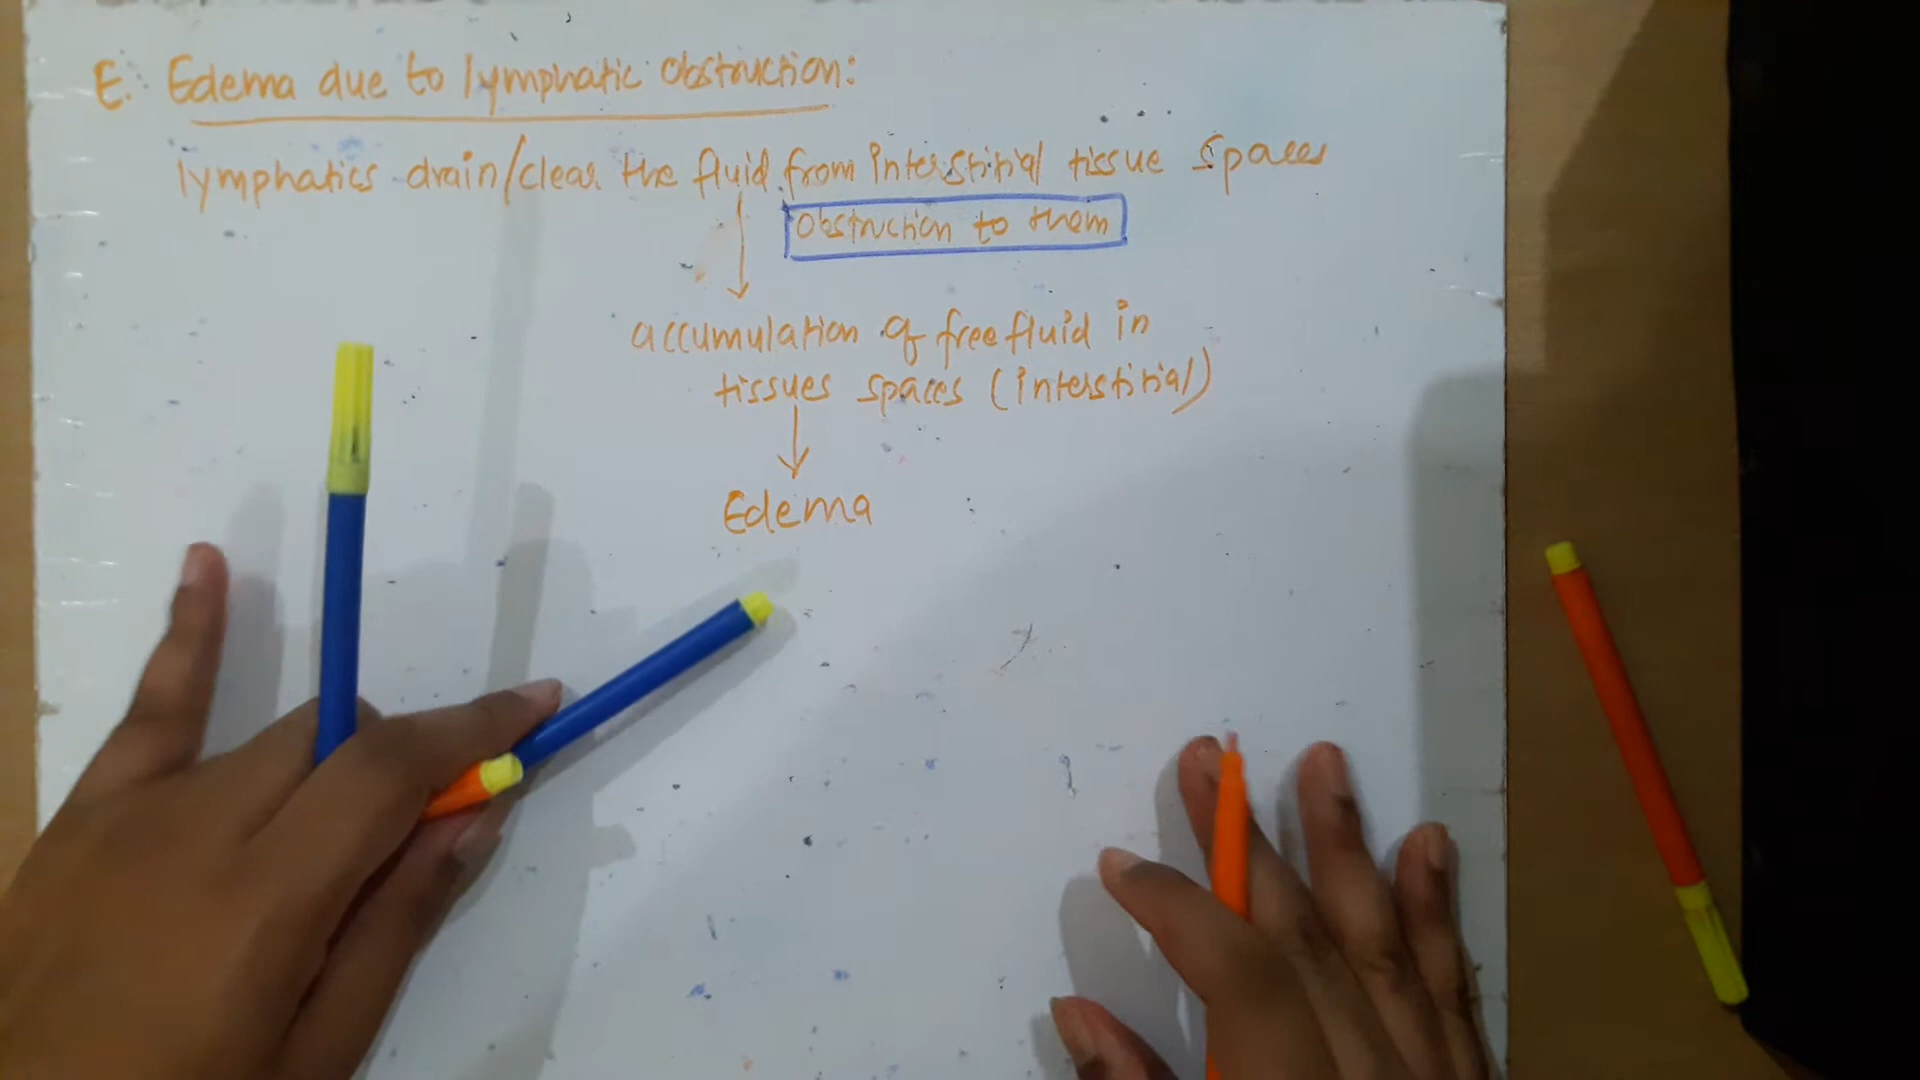 E. Edema due to lymphatic obstruction:
lymphatics drain/clear the fluid from interstitial tissue spaces
obstruction to them
accumulation of free fluid in
tissues spaces (interstitial)
Edema